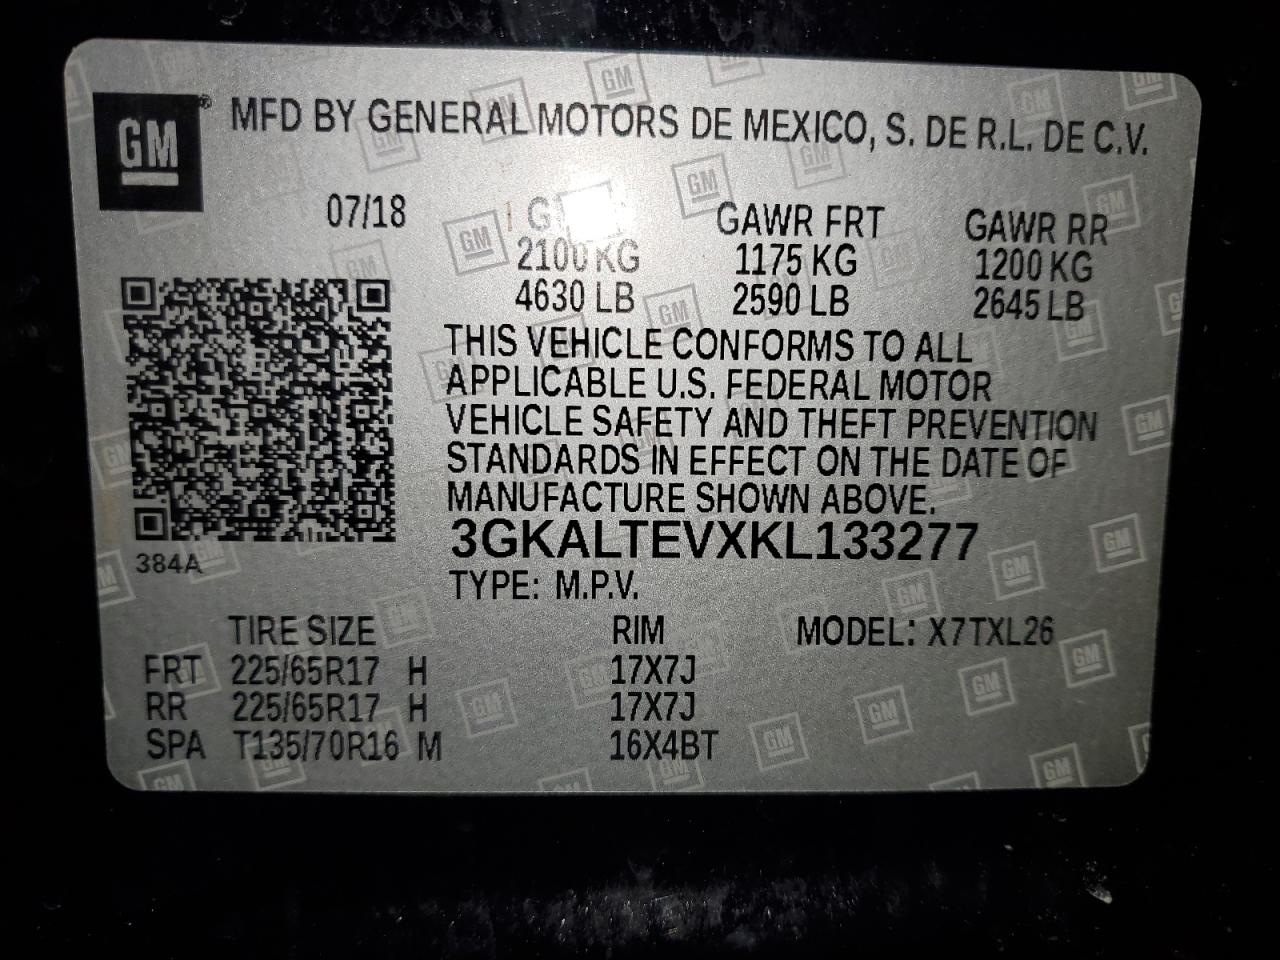 GM® MFD BY GENERAL MOTORS DE MEXICO, S. DE R.L. DE C.V.
07/18 GAWR FRT GAWR RR
2100 KG 1175 KG 1200 KG
4630 LB 2590 LB 2645 LB
THIS VEHICLE CONFORMS TO ALL
APPLICABLE U.S. FEDERAL MOTOR
VEHICLE SAFETY AND THEFT PREVENTION
STANDARDS IN EFFECT ON THE DATE OF
MANUFACTURE SHOWN ABOVE.
3GKALTEVXKL133277
384A
TYPE: M.P.V.
TIRE SIZE RIM MODEL: X7TXL26
FRT 225/65R17 H 17X7J
RR 225/65R17 H 17X7J
SPA T135/70R16 M 16X4BT